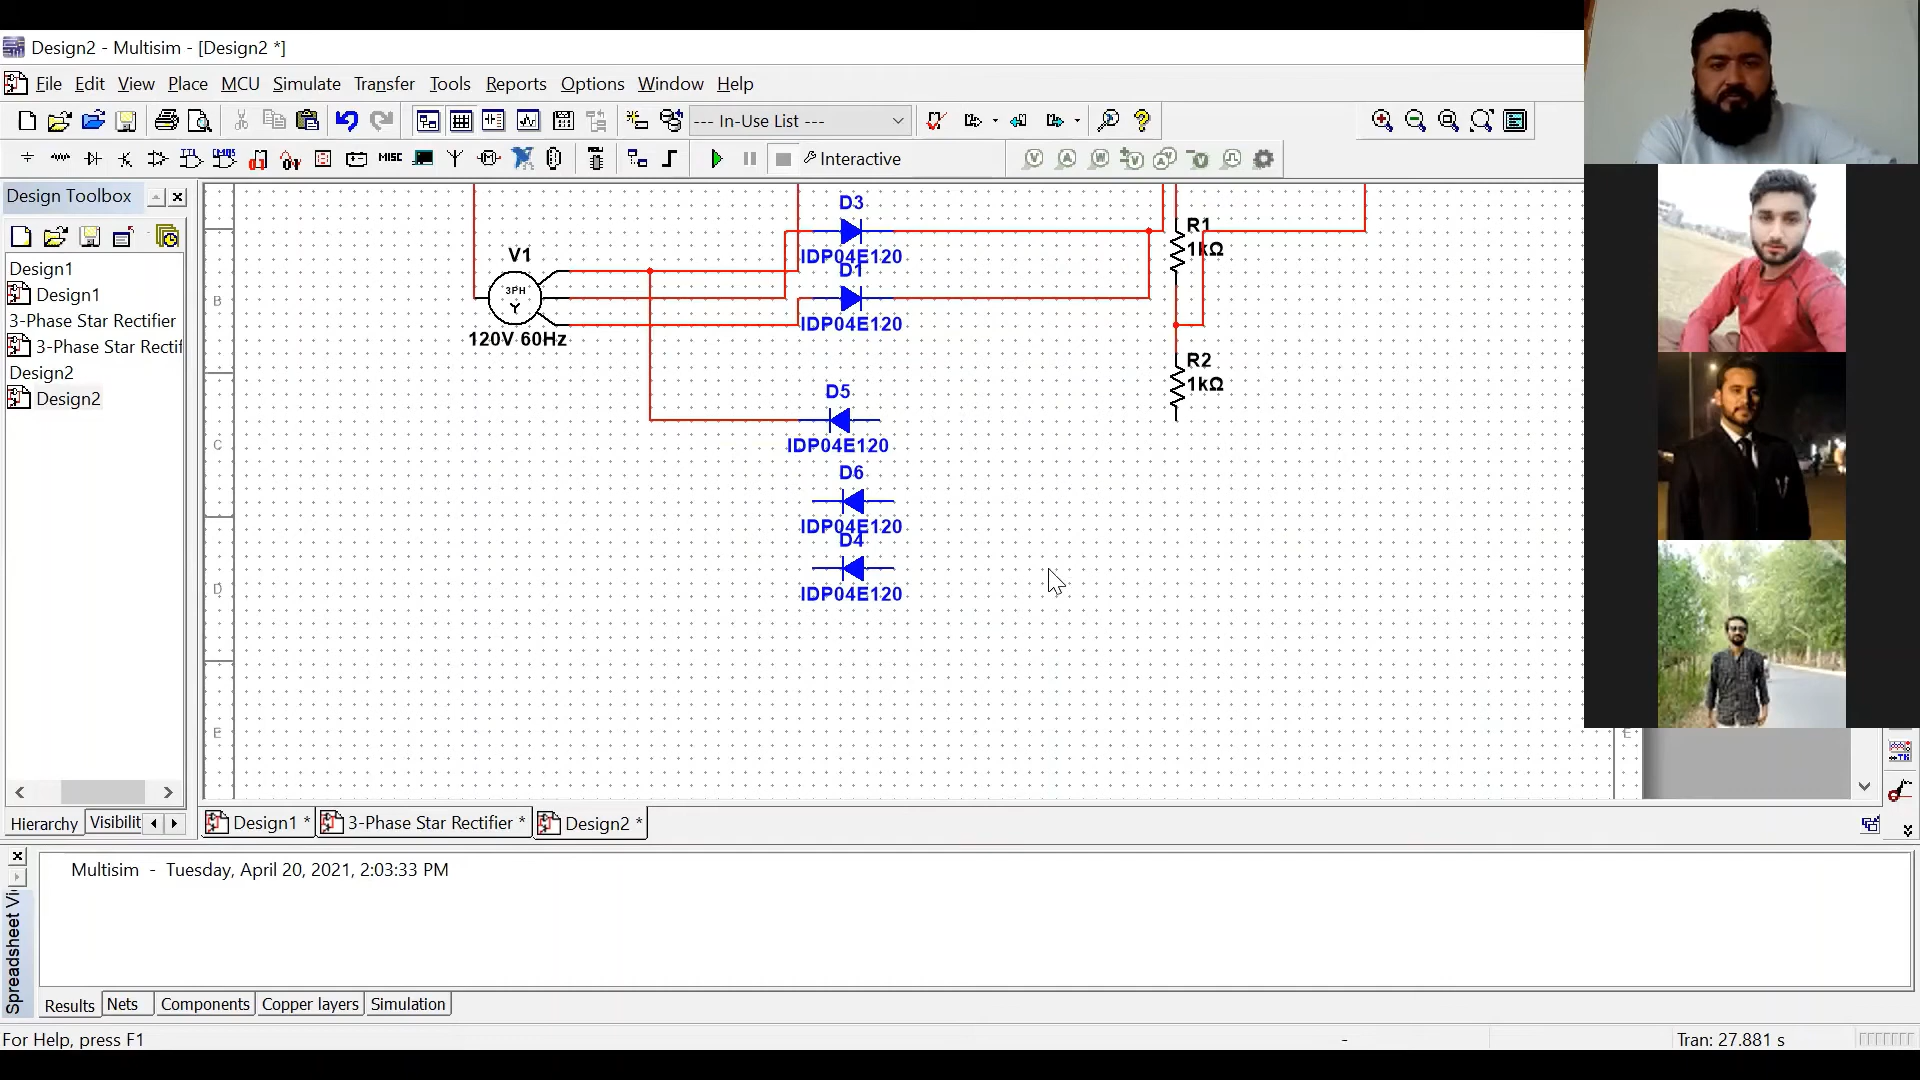 Design2 - Multisim - [Design2 *]
File Edit View Place MCU Simulate Transfer Tools Reports Options Window Help
--- In-Use List ---
TTL CMOS MISC Interactive
Design Toolbox
Design1
Design1
3-Phase Star Rectifier
3-Phase Star Rectif
Design2
Design2
Hierarchy Visibilit
B
C
D
E
V1
3PH
Y
120V 60Hz
D3
IDP04E120
D1
IDP04E120
D5
IDP04E120
D6
IDP04E120
D4
IDP04E120
R1
1kΩ
R2
1kΩ
E
Design1 * 3-Phase Star Rectifier * Design2 *
Multisim - Tuesday, April 20, 2021, 2:03:33 PM
Spreadsheet Vi
Results Nets Components Copper layers Simulation
For Help, press F1
-
Tran: 27.881 s